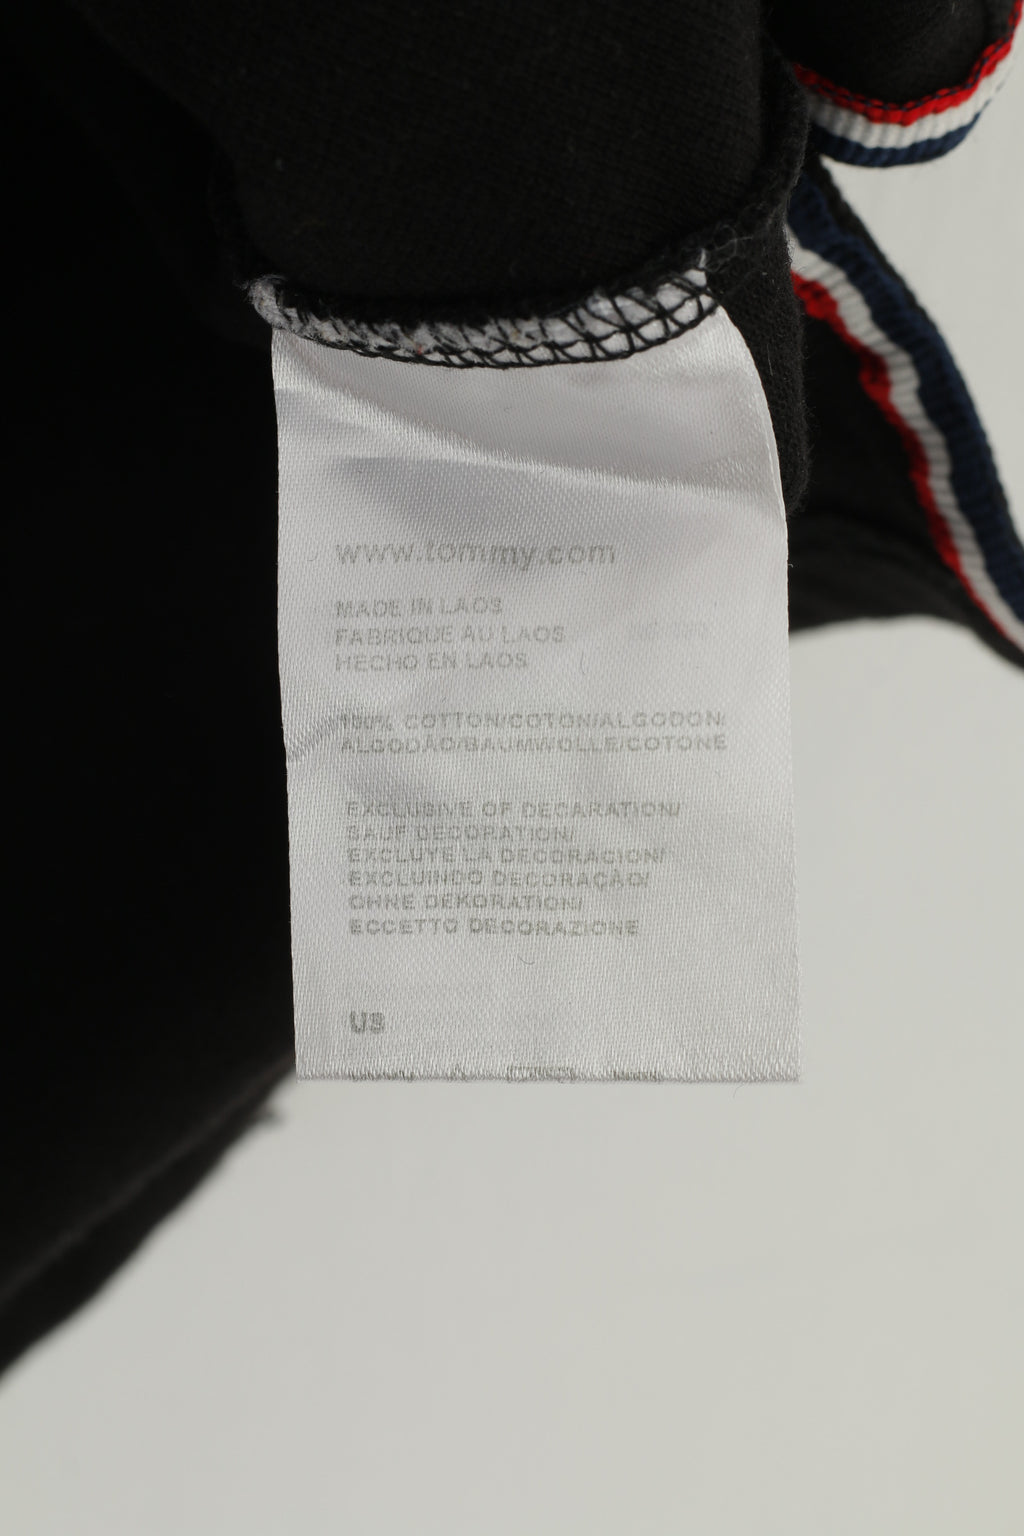 www.tommy.com
MADE IN LAOS
FABRIQUE AU LAOS
HECHO EN LAOS
100% COTTON/COTON/ALGODON/
ALGODÃO/BAUMWOLLE/COTONE
EXCLUSIVE OF DECARATION/
SAUF DECORATION/
EXCLUYE LA DECORACION/
EXCLUINDO DECORAÇÃO/
OHNE DEKORATION/
ECCETTO DECORAZIONE
US